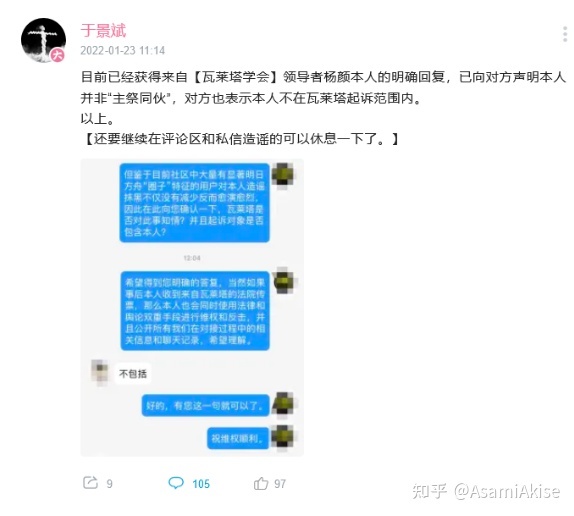 于景斌
六
2022-01-23 11:14
目前已经获得来自【瓦莱塔学会】领导者杨颜本人的明确回复，已向对方声明本人
并非“主祭同伙”，对方也表示本人不在瓦莱塔起诉范围内。
以上。
【还要继续在评论区和私信造谣的可以休息一下了。】
但鉴于目前社区中大量有显著明日
方舟“圈子”特征的用户对本人造谣
抹黑不仅没有减少反而愈演愈烈，
因此在此向您确认一下，瓦莱塔是
否对此事知情？并且起诉对象是否
包含本人？
13:04
希望得到您明确的答复，当然如果
事后本人收到来自瓦莱塔的法院传
票，那么本人也会同时使用法律和
舆论双重手段进行维权和反击，并
且公开所有我们在对接过程中的相
关信息和聊天记录，希望理解。
不包括
好的，有您这一句就可以了。
祝维权顺利。
9
105
97
知乎 @AsamiAkise